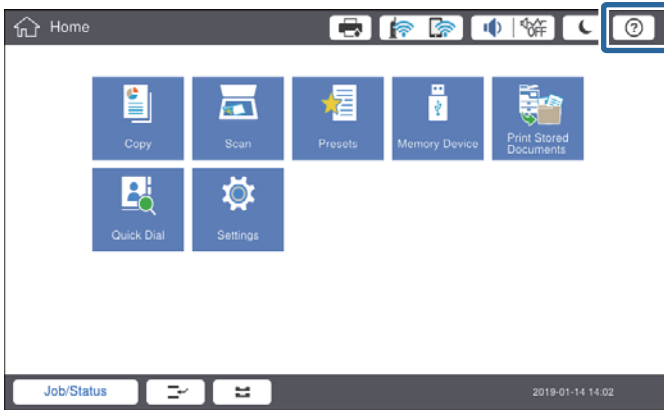 Home
OFF
?
Copy
Scan
Presets
Memory Device
Print Stored
Documents
Quick Dial
Settings
Job/Status
2019-01-14 14:02